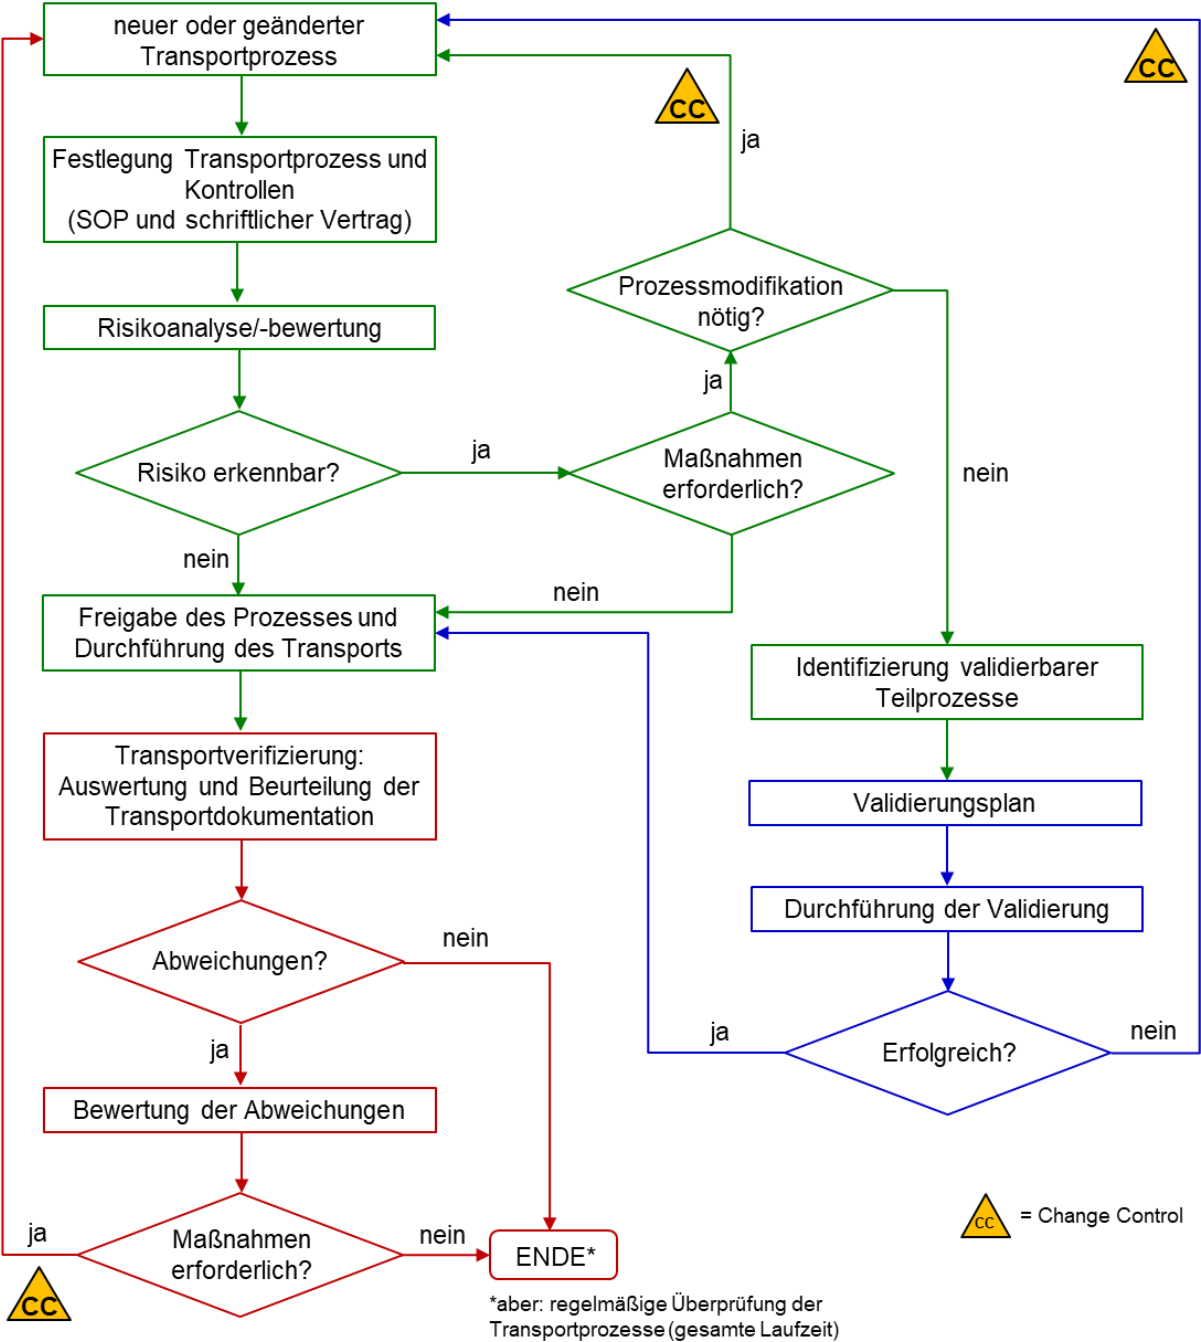 neuer oder geänderter
Transportprozess
CC
CC
ja
Festlegung Transportprozess und
Kontrollen
(SOP und schriftlicher Vertrag)
Prozessmodifikation
nötig?
Risikoanalyse/-bewertung
ja
Risiko erkennbar?
ja
Maßnahmen
erforderlich?
nein
nein
nein
Freigabe des Prozesses und
Durchführung des Transports
Identifizierung validierbarer
Teilprozesse
Transportverifizierung:
Auswertung und Beurteilung der
Transportdokumentation
Validierungsplan
Durchführung der Validierung
Abweichungen?
nein
ja
Erfolgreich?
ja
nein
Bewertung der Abweichungen
ja
Maßnahmen
erforderlich?
nein
ENDE*
CC
CC
= Change Control
*aber: regelmäßige Überprüfung der
Transportprozesse (gesamte Laufzeit)